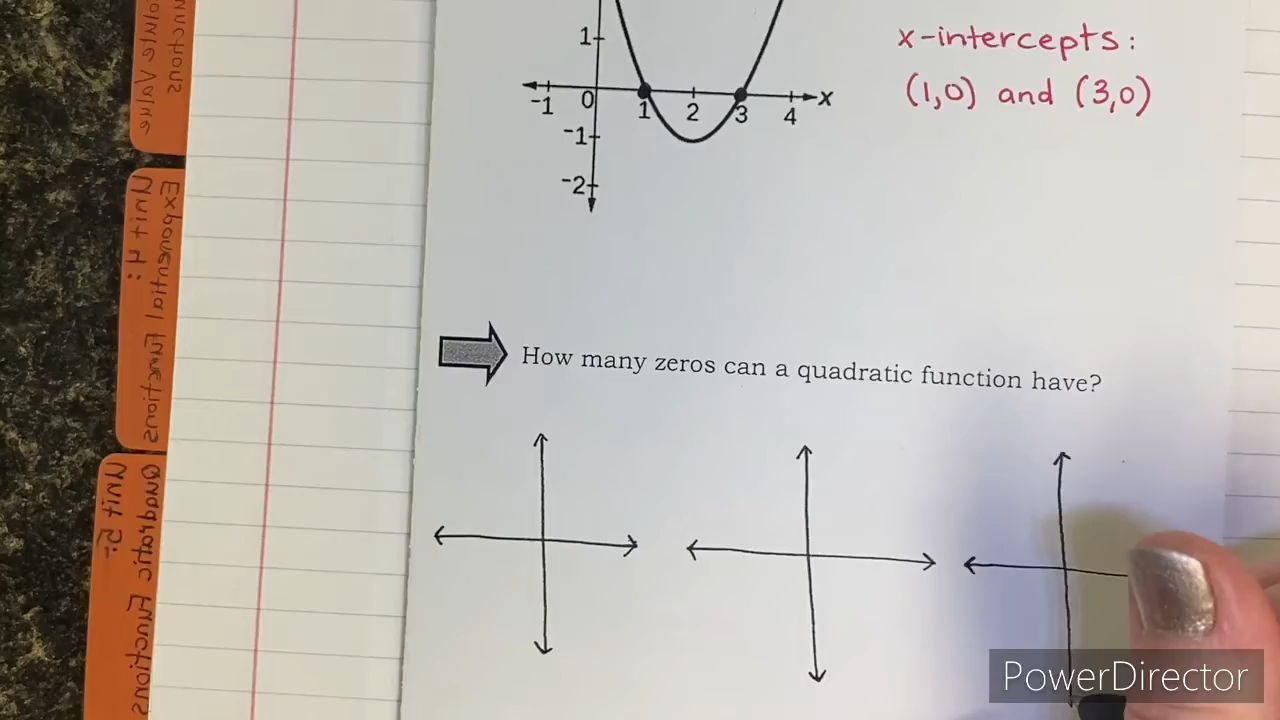 1
x-intercepts:
(1,0) and (3,0)
-1 0 1 2 3 4 x
-1
-2
How many zeros can a quadratic function have?
Unit 4:
Exponential Functions
Unit 5:
Quadratic Functions
PowerDirector